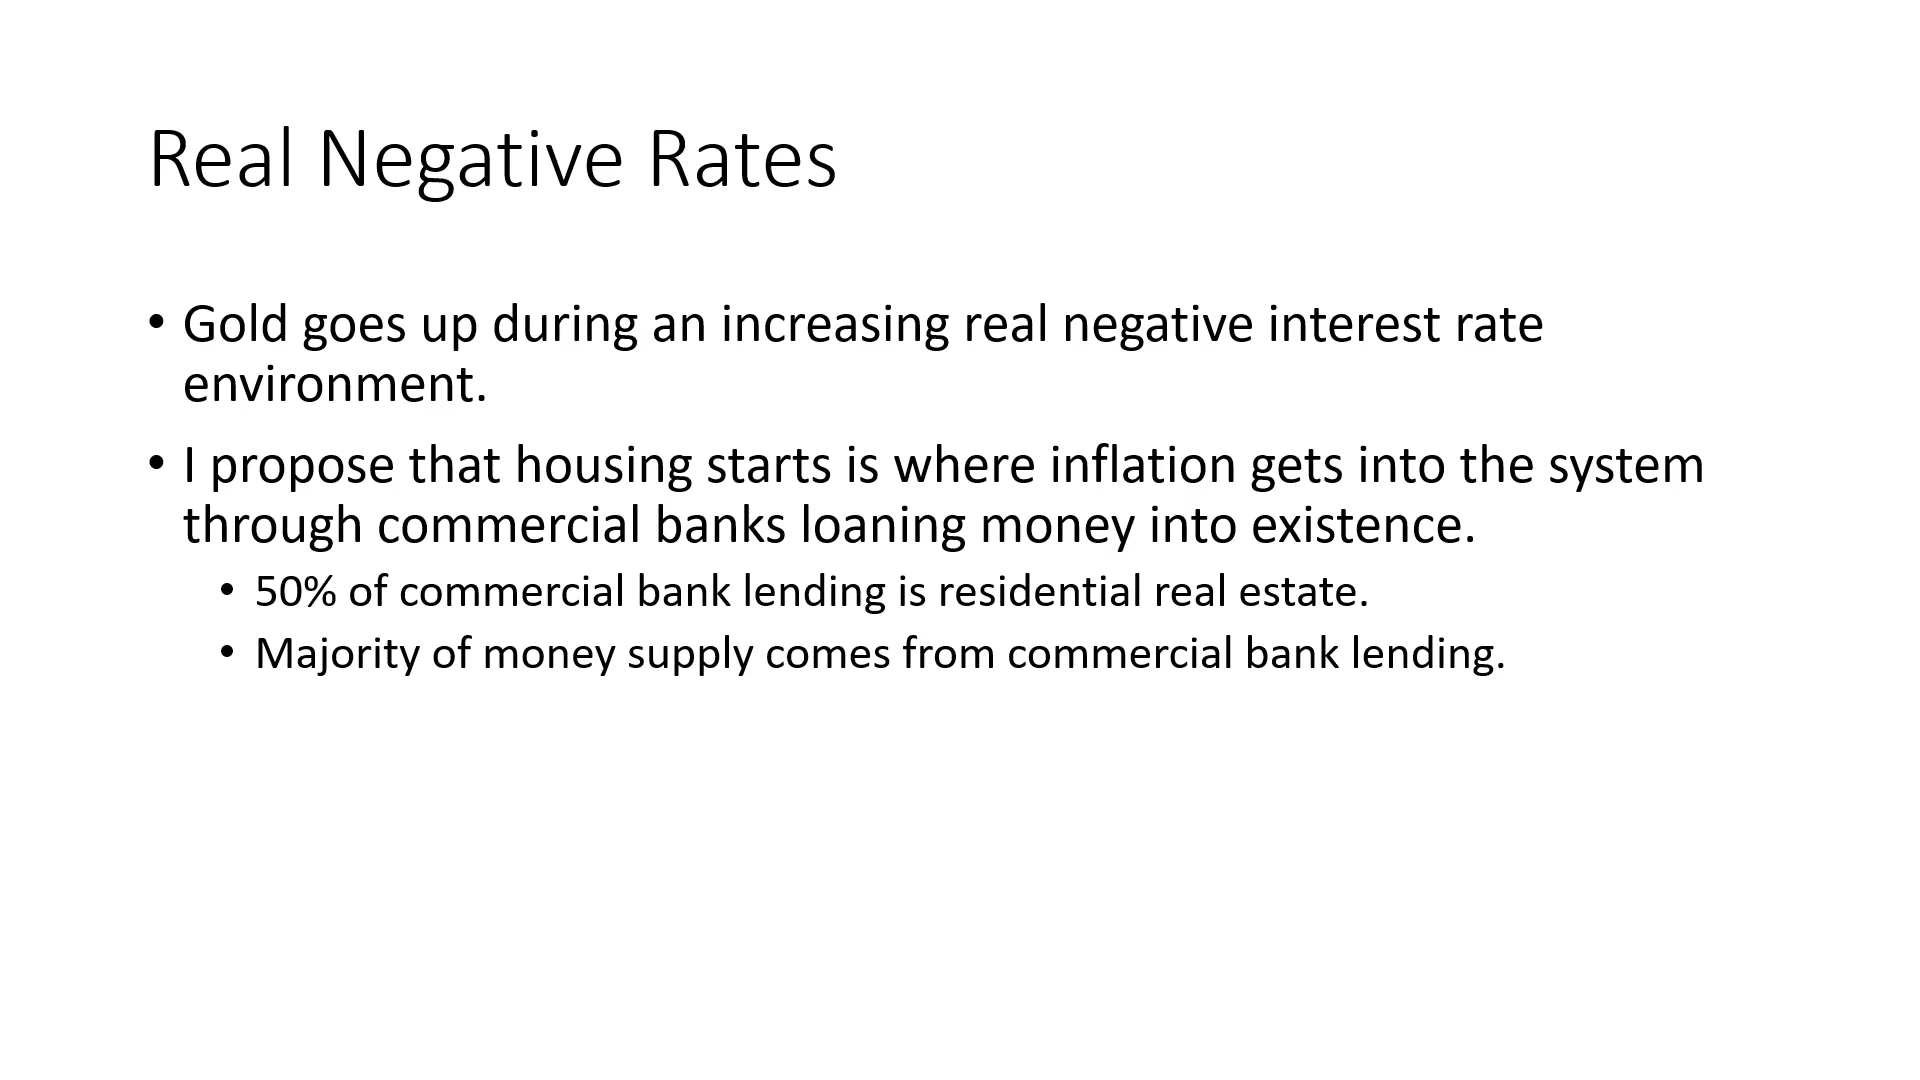 Real Negative Rates
• Gold goes up during an increasing real negative interest rate
environment.
• I propose that housing starts is where inflation gets into the system
through commercial banks loaning money into existence.
• 50% of commercial bank lending is residential real estate.
• Majority of money supply comes from commercial bank lending.